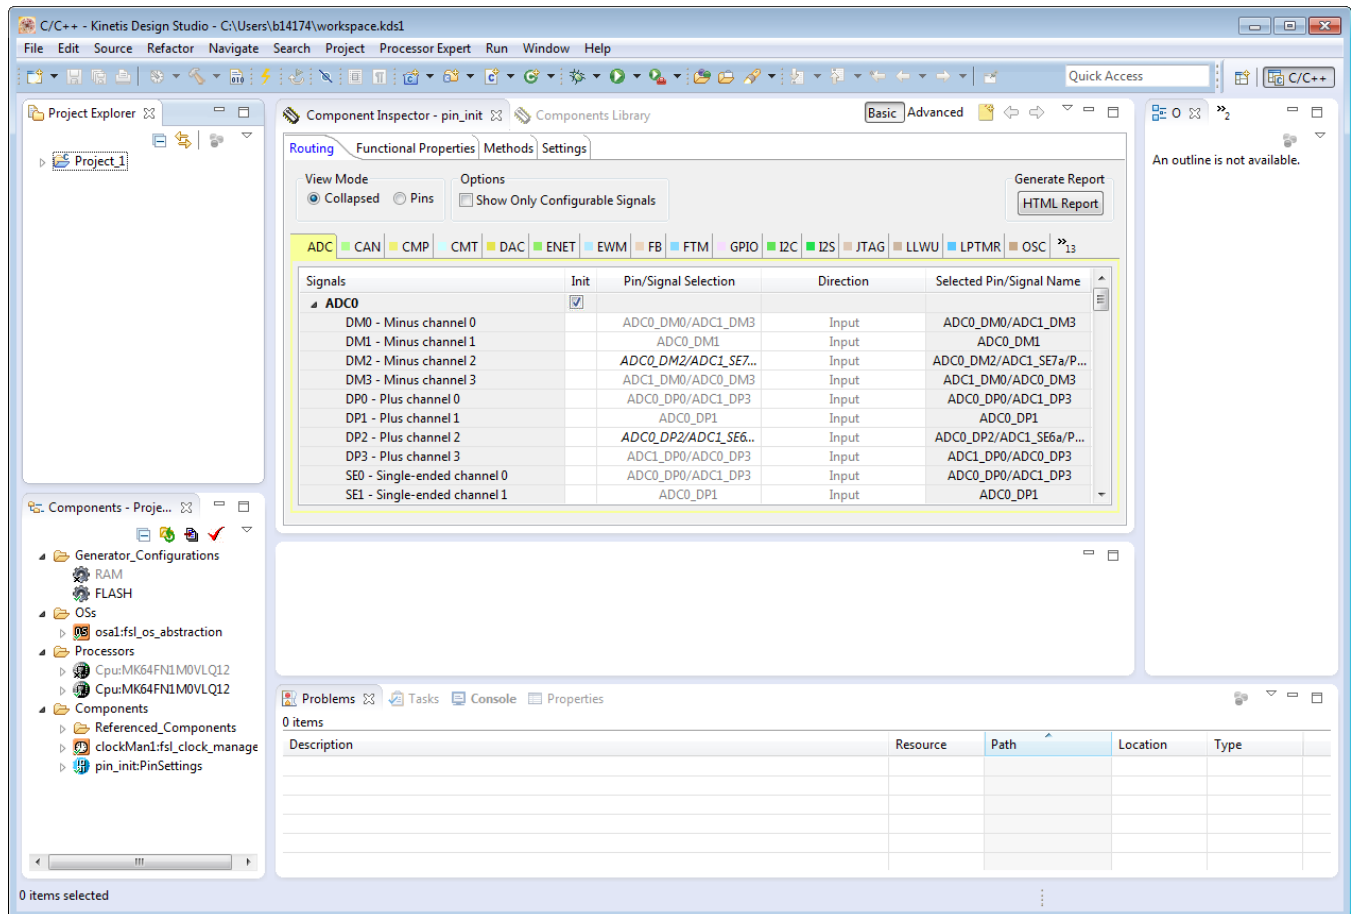 C/C++ - Kinetis Design Studio - C:\Users\b14174\workspace.kds1
File Edit Source Refactor Navigate Search Project Processor Expert Run Window Help
Quick Access
C/C++
Project Explorer
Project_1
Component Inspector - pin_init
Components Library
Basic Advanced
Routing Functional Properties Methods Settings
View Mode
Collapsed Pins
Options
Show Only Configurable Signals
Generate Report
HTML Report
ADC CAN CMP CMT DAC ENET EWM FB FTM GPIO I2C I2S JTAG LLWU LPTMR OSC »13
Signals Init Pin/Signal Selection Direction Selected Pin/Signal Name
ADC0
DM0 - Minus channel 0 ADC0_DM0/ADC1_DM3 Input ADC0_DM0/ADC1_DM3
DM1 - Minus channel 1 ADC0_DM1 Input ADC0_DM1
DM2 - Minus channel 2 ADC0_DM2/ADC1_SE7... Input ADC0_DM2/ADC1_SE7a/P...
DM3 - Minus channel 3 ADC1_DM0/ADC0_DM3 Input ADC1_DM0/ADC0_DM3
DP0 - Plus channel 0 ADC0_DP0/ADC1_DP3 Input ADC0_DP0/ADC1_DP3
DP1 - Plus channel 1 ADC0_DP1 Input ADC0_DP1
DP2 - Plus channel 2 ADC0_DP2/ADC1_SE6... Input ADC0_DP2/ADC1_SE6a/P...
DP3 - Plus channel 3 ADC1_DP0/ADC0_DP3 Input ADC1_DP0/ADC0_DP3
SE0 - Single-ended channel 0 ADC0_DP0/ADC1_DP3 Input ADC0_DP0/ADC1_DP3
SE1 - Single-ended channel 1 ADC0_DP1 Input ADC0_DP1
O »2
An outline is not available.
Components - Proje...
Generator_Configurations
RAM
FLASH
OSs
osa1:fsl_os_abstraction
Processors
Cpu:MK64FN1M0VLQ12
Cpu:MK64FN1M0VLQ12
Components
Referenced_Components
clockMan1:fsl_clock_manage
pin_init:PinSettings
Problems Tasks Console Properties
0 items
Description Resource Path Location Type
0 items selected